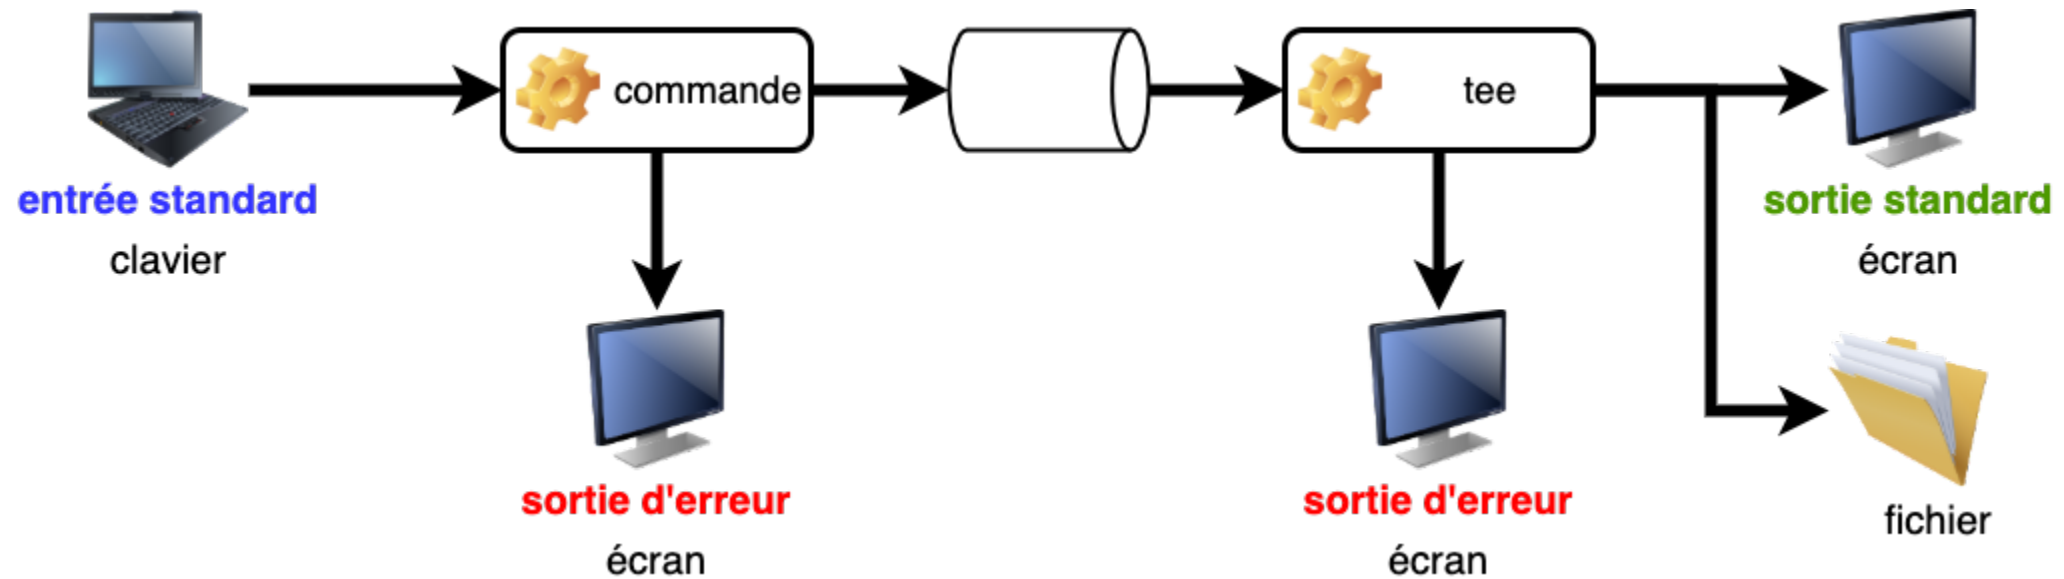 commande
tee
entrée standard
clavier
sortie standard
écran
sortie d'erreur
écran
sortie d'erreur
écran
fichier